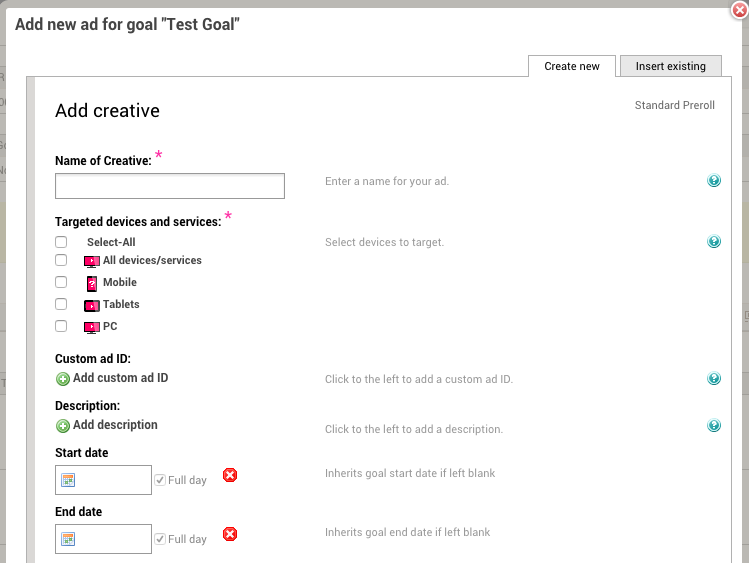 Add new ad for goal "Test Goal"
Create new Insert existing
Add creative Standard Preroll
Name of Creative: *
Enter a name for your ad.
Targeted devices and services: *
Select-All Select devices to target.
All devices/services
Mobile
Tablets
PC
Custom ad ID:
Add custom ad ID Click to the left to add a custom ad ID.
Description:
Add description Click to the left to add a description.
Start date
Full day Inherits goal start date if left blank
End date
Full day Inherits goal end date if left blank